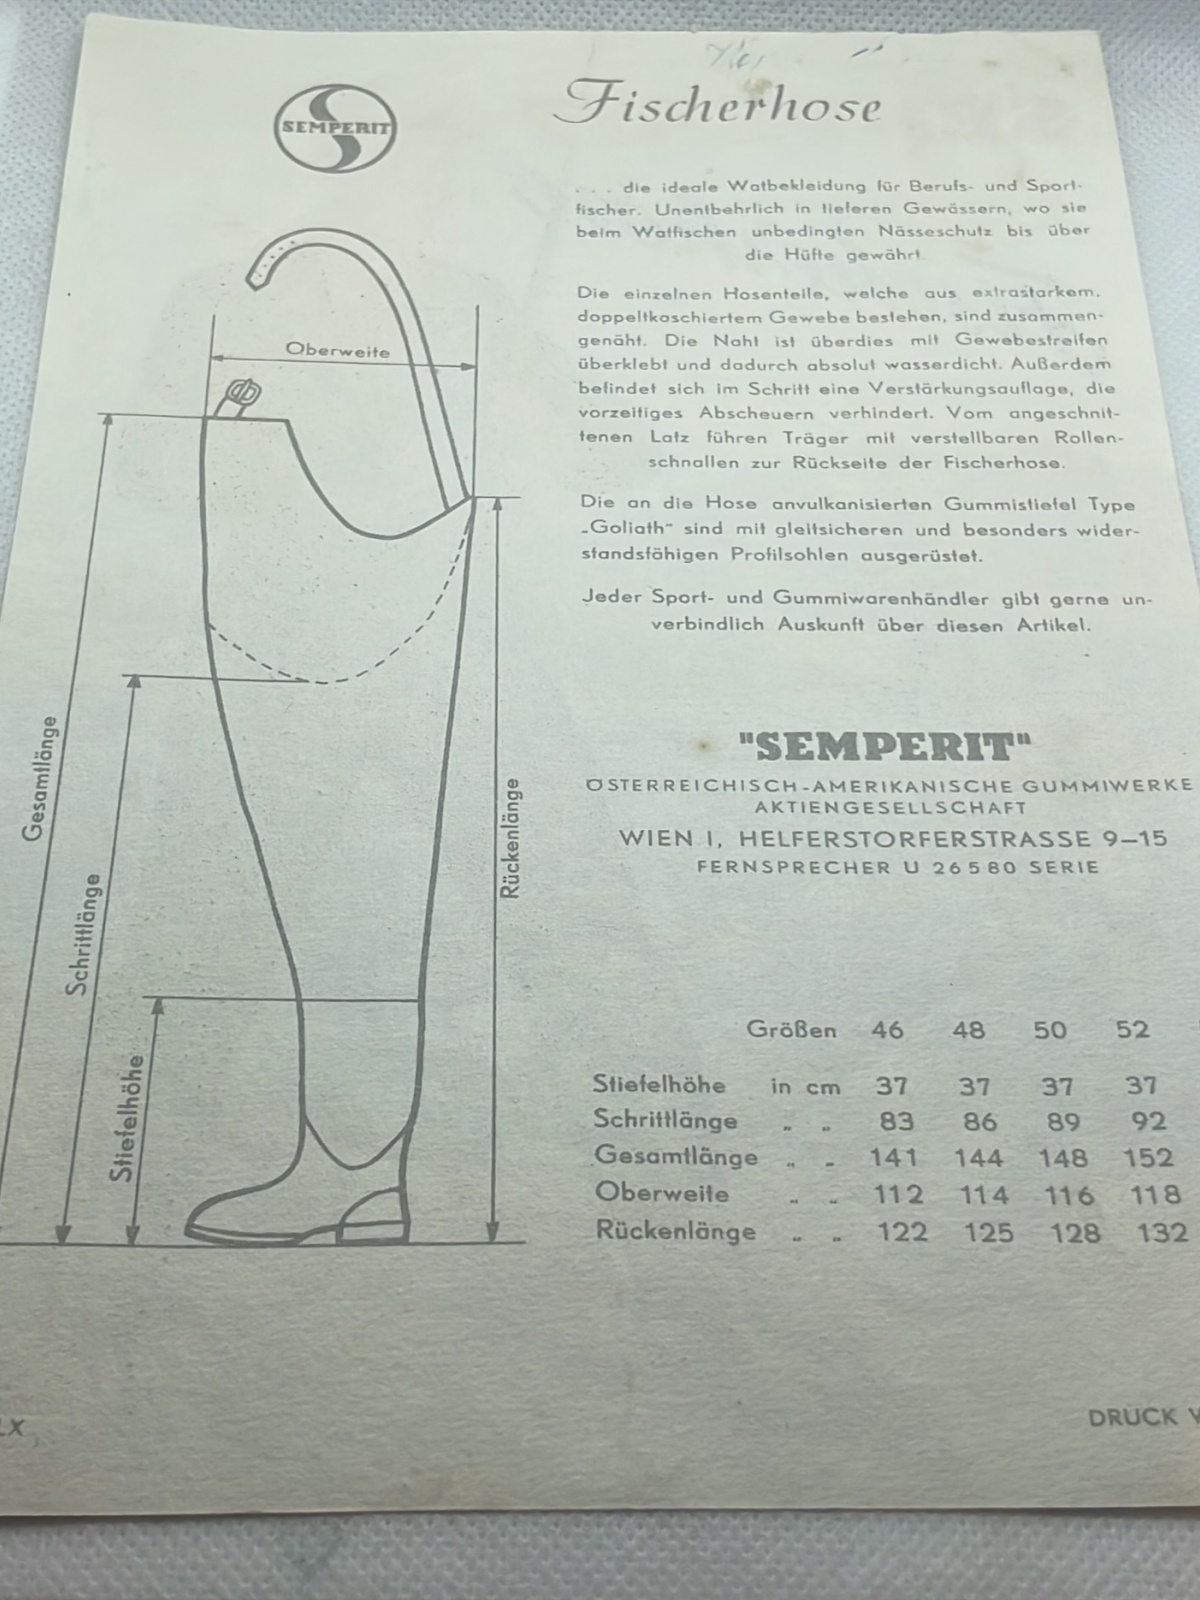 SEMPERIT
Fischerhose
. . . die ideale Watbekleidung für Berufs- und Sport-
fischer. Unentbehrlich in tieferen Gewässern, wo sie
beim Watfischen unbedingten Nässeschutz bis über
die Hüfte gewährt.
Die einzelnen Hosenteile, welche aus extrastarkem,
doppeltkaschiertem Gewebe bestehen, sind zusammen-
genäht. Die Naht ist überdies mit Gewebestreifen
überklebt und dadurch absolut wasserdicht. Außerdem
befindet sich im Schritt eine Verstärkungsauflage, die
vorzeitiges Abscheuern verhindert. Vom angeschnit-
tenen Latz führen Träger mit verstellbaren Rollen-
schnallen zur Rückseite der Fischerhose.
Die an die Hose anvulkanisierten Gummistiefel Type
„Goliath" sind mit gleitsicheren und besonders wider-
standsfähigen Profilsohlen ausgerüstet.
Jeder Sport- und Gummiwarenhändler gibt gerne un-
verbindlich Auskunft über diesen Artikel.
"SEMPERIT"
ÖSTERREICHISCH-AMERIKANISCHE GUMMIWERKE
AKTIENGESELLSCHAFT
WIEN I, HELFERSTORFERSTRASSE 9–15
FERNSPRECHER U 26 5 80 SERIE
Oberweite
Gesamtlänge
Schrittlänge
Stiefelhöhe
Rückenlänge
Größen 46 48 50 52
Stiefelhöhe in cm 37 37 37 37
Schrittlänge „ „ 83 86 89 92
Gesamtlänge „ „ 141 144 148 152
Oberweite „ „ 112 114 116 118
Rückenlänge „ „ 122 125 128 132
LX
DRUCK